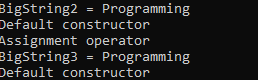 BigString2 = Programming
Default constructor
Assignment operator
BigString3 = Programming
Default constructor